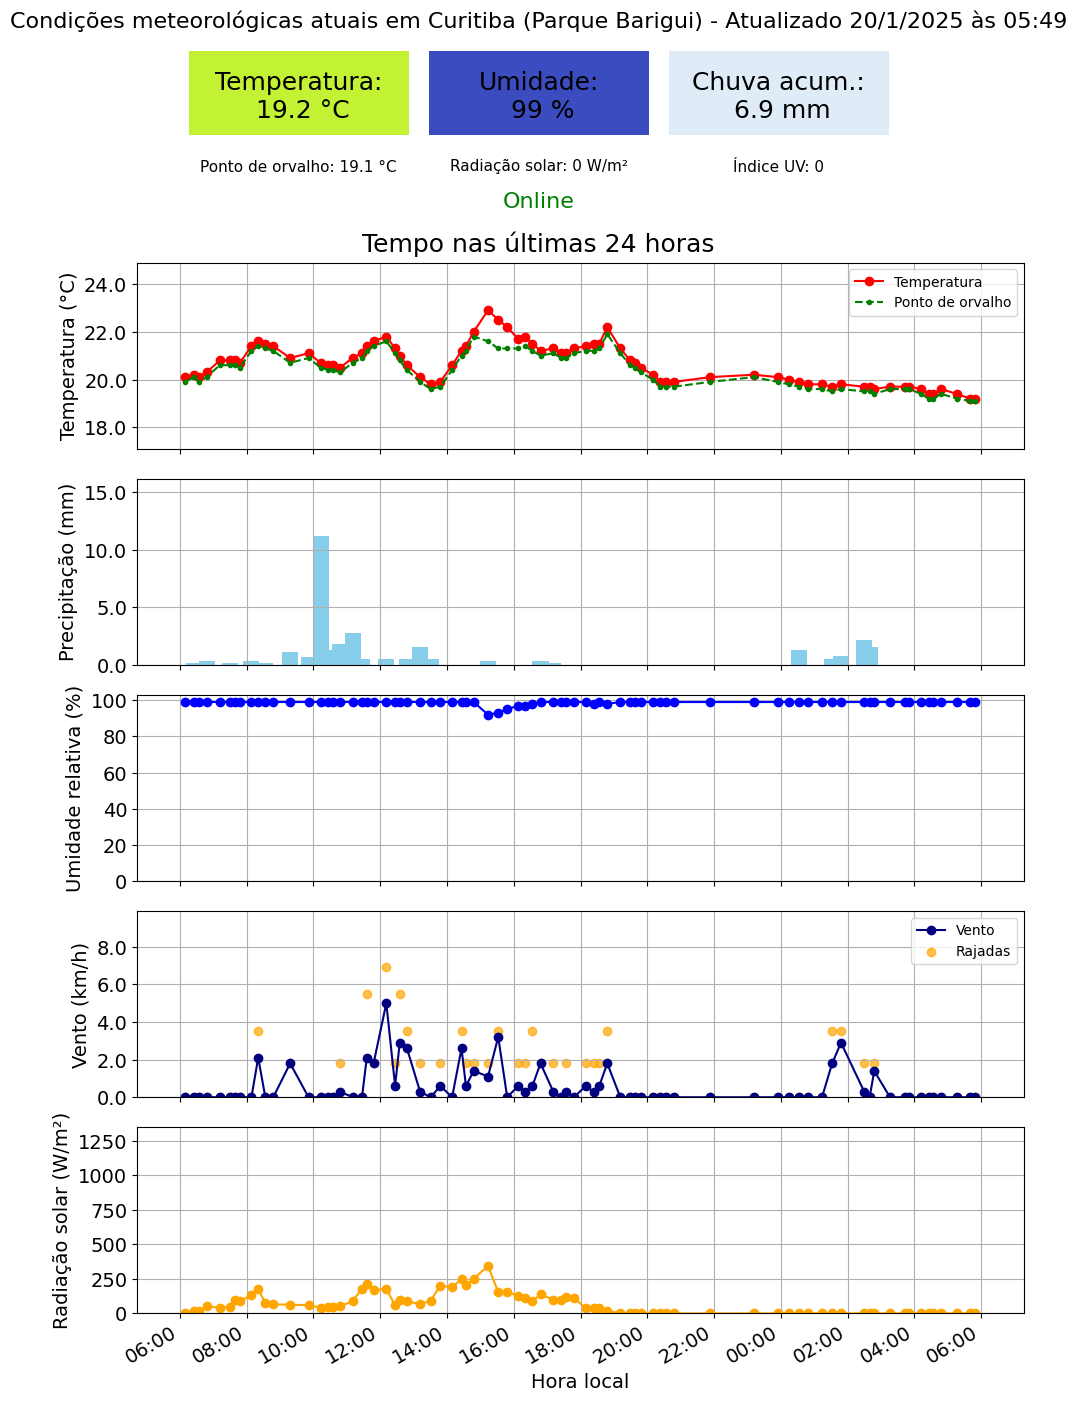 Condições meteorológicas atuais em Curitiba (Parque Barigui) - Atualizado 20/1/2025 às 05:49
Temperatura:
19.2 °C
Umidade:
99 %
Chuva acum.:
6.9 mm
Ponto de orvalho: 19.1 °C
Radiação solar: 0 W/m²
Índice UV: 0
Online
Tempo nas últimas 24 horas
Temperatura (°C)
24.0
22.0
20.0
18.0
Temperatura
Ponto de orvalho
Precipitação (mm)
15.0
10.0
5.0
0.0
Umidade relativa (%)
100
80
60
40
20
0
Vento (km/h)
8.0
6.0
4.0
2.0
0.0
Vento
Rajadas
Radiação solar (W/m²)
1250
1000
750
500
250
0
06:00
08:00
10:00
12:00
14:00
16:00
18:00
20:00
22:00
00:00
02:00
04:00
06:00
Hora local